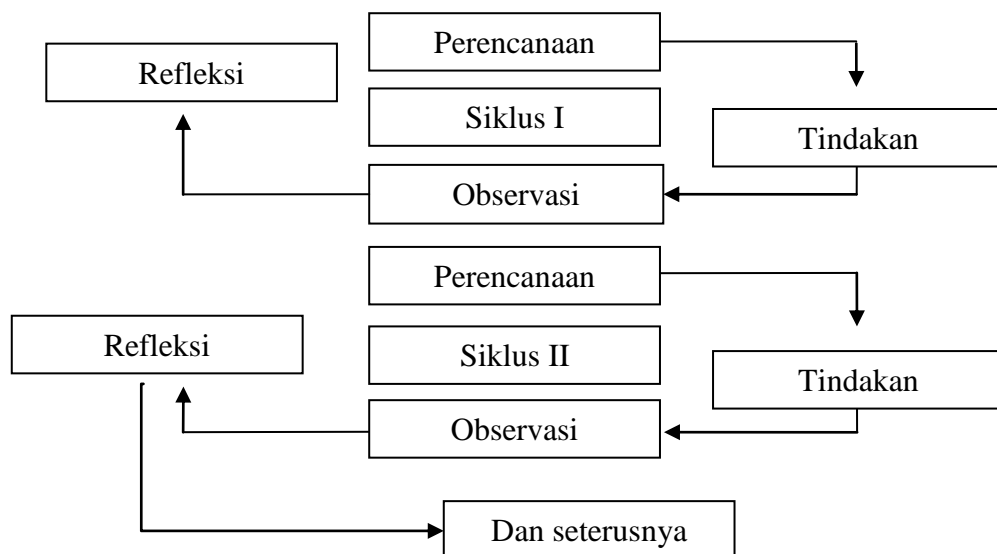 Perencanaan
Refleksi
Siklus I
Tindakan
Observasi
Perencanaan
Refleksi
Siklus II
Tindakan
Observasi
Dan seterusnya